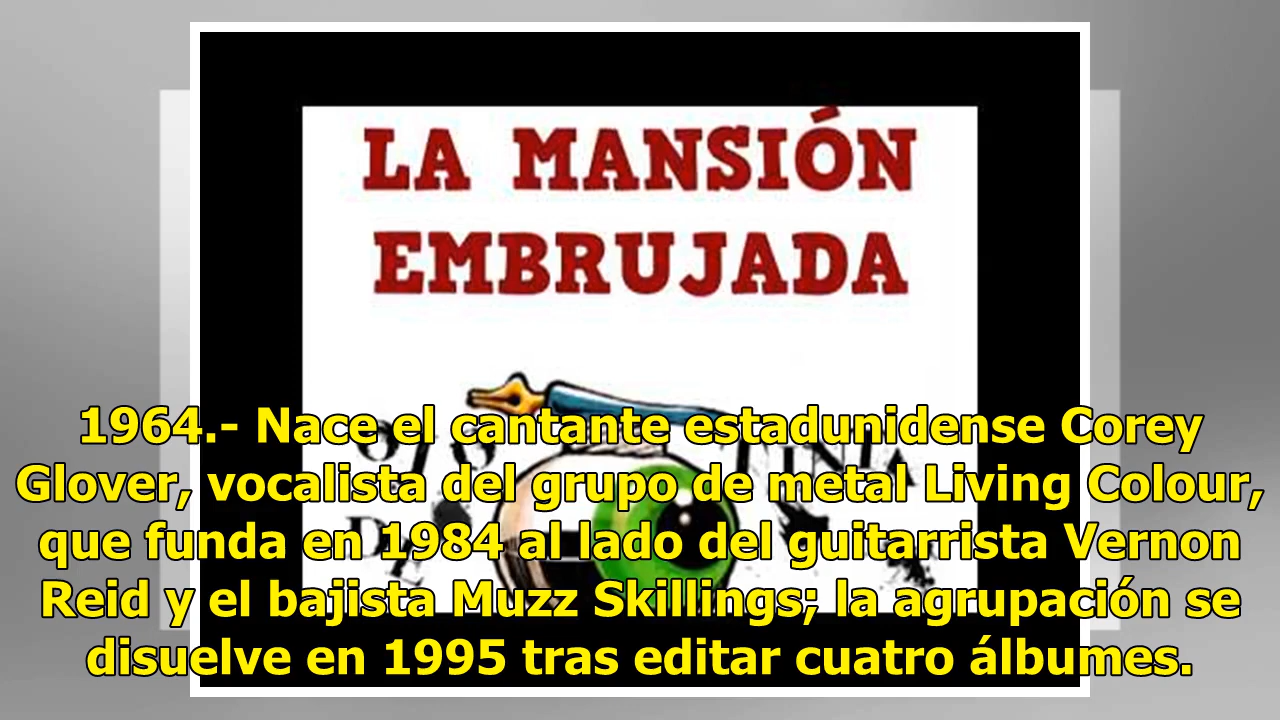 LA MANSIÓN
EMBRUJADA
1964.- Nace el cantante estadunidense Corey
Glover, vocalista del grupo de metal Living Colour,
que funda en 1984 al lado del guitarrista Vernon
Reid y el bajista Muzz Skillings; la agrupación se
disuelve en 1995 tras editar cuatro álbumes.
OJO
DE